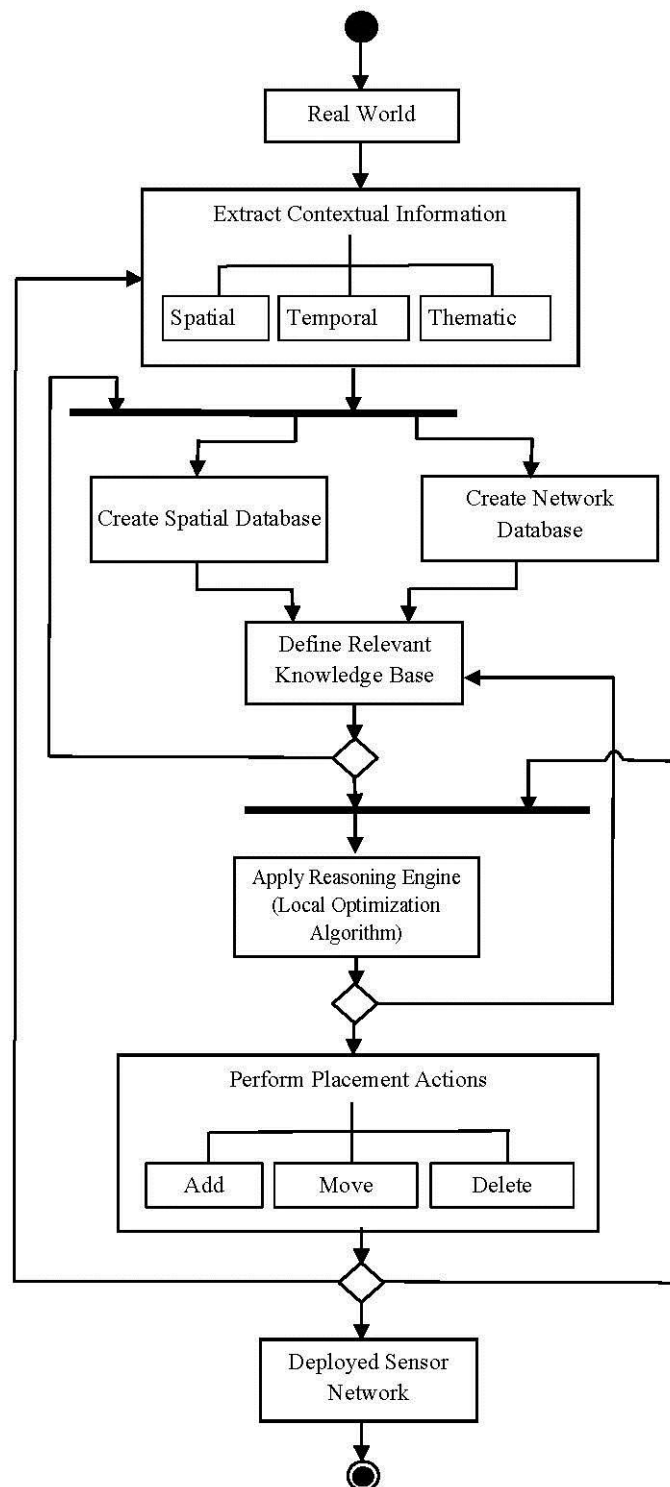 Real World
Extract Contextual Information
Spatial
Temporal
Thematic
Create Spatial Database
Create Network
Database
Define Relevant
Knowledge Base
Apply Reasoning Engine
(Local Optimization
Algorithm)
Perform Placement Actions
Add
Move
Delete
Deployed Sensor
Network